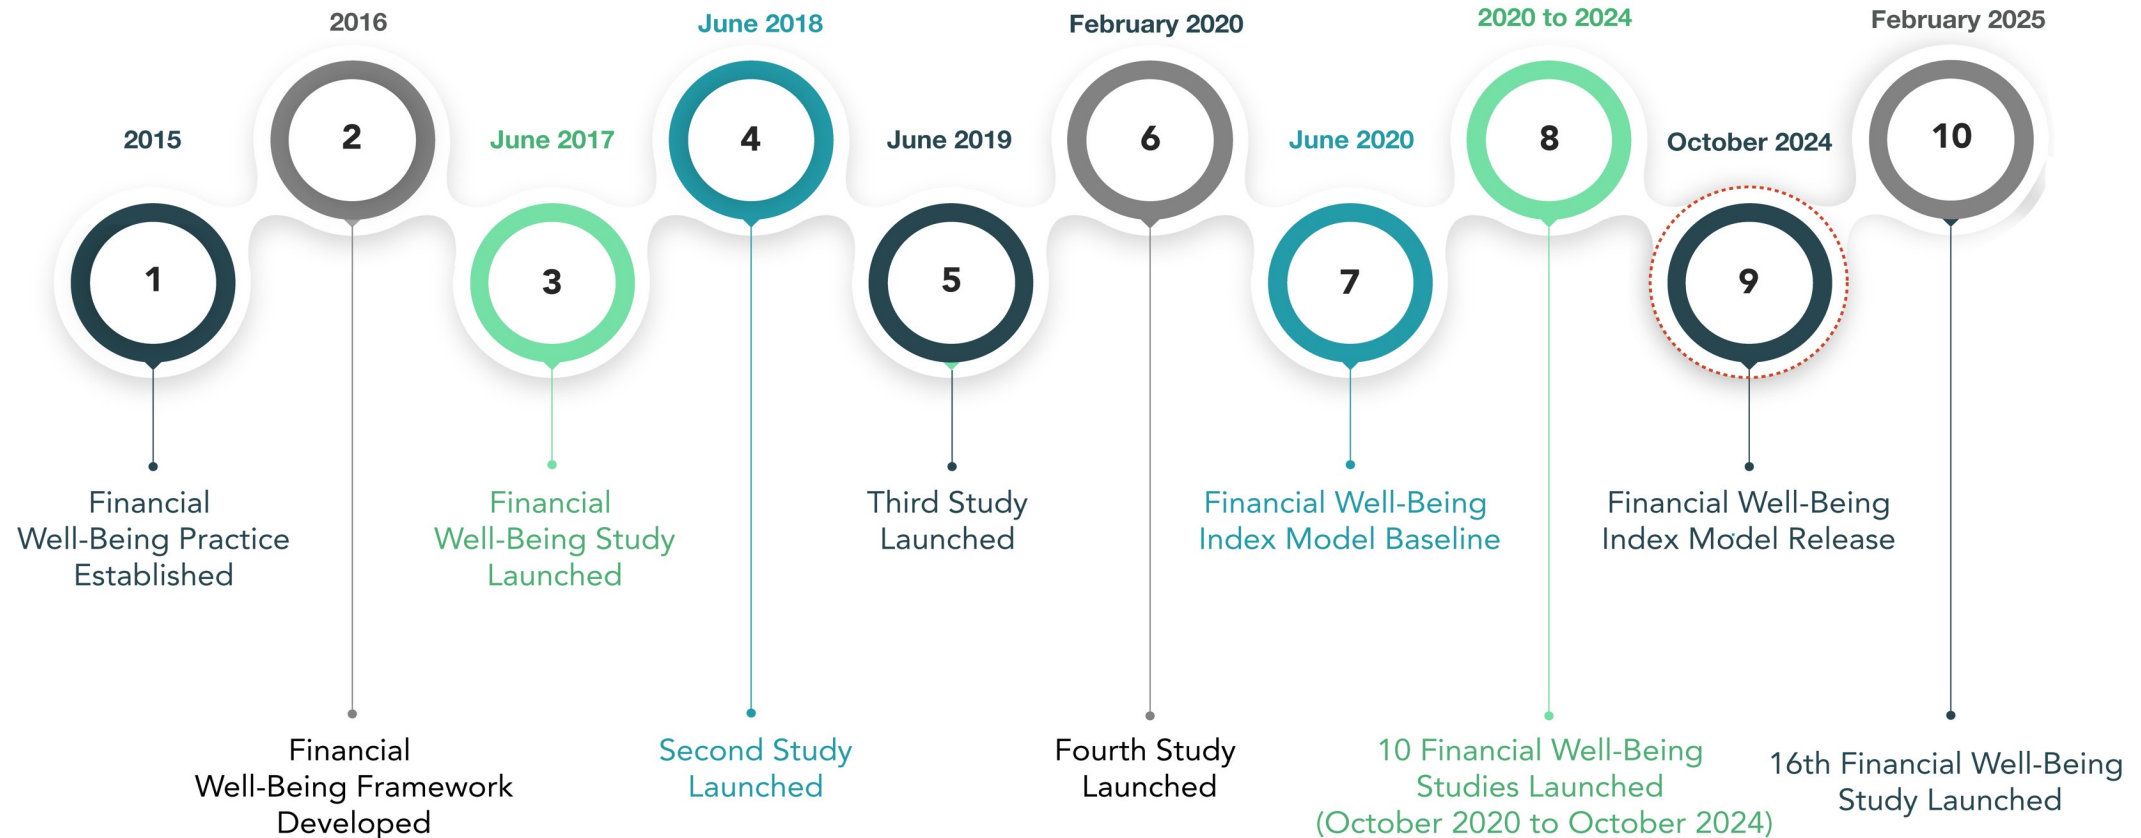 2015
1
Financial
Well-Being Practice
Established
2016
2
Financial
Well-Being Framework
Developed
June 2017
3
Financial
Well-Being Study
Launched
June 2018
4
Second Study
Launched
June 2019
5
Third Study
Launched
February 2020
6
Fourth Study
Launched
June 2020
7
Financial Well-Being
Index Model Baseline
2020 to 2024
8
10 Financial Well-Being
Studies Launched
(October 2020 to October 2024)
October 2024
9
Financial Well-Being
Index Model Release
February 2025
10
16th Financial Well-Being
Study Launched